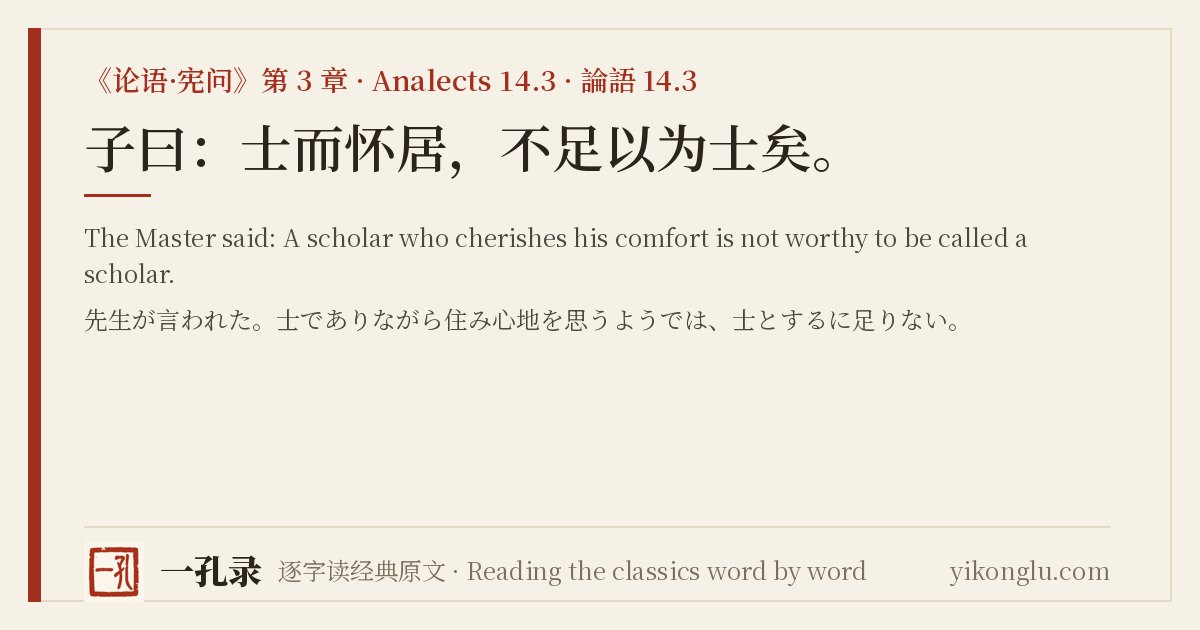 《论语·宪问》第 3 章 · Analects 14.3 · 論語 14.3
子曰：士而怀居，不足以为士矣。
The Master said: A scholar who cherishes his comfort is not worthy to be called a
scholar.
先生が言われた。士でありながら住み心地を思うようでは、士とするに足りない。
一孔 一孔录 逐字读经典原文 · Reading the classics word by word yikonglu.com